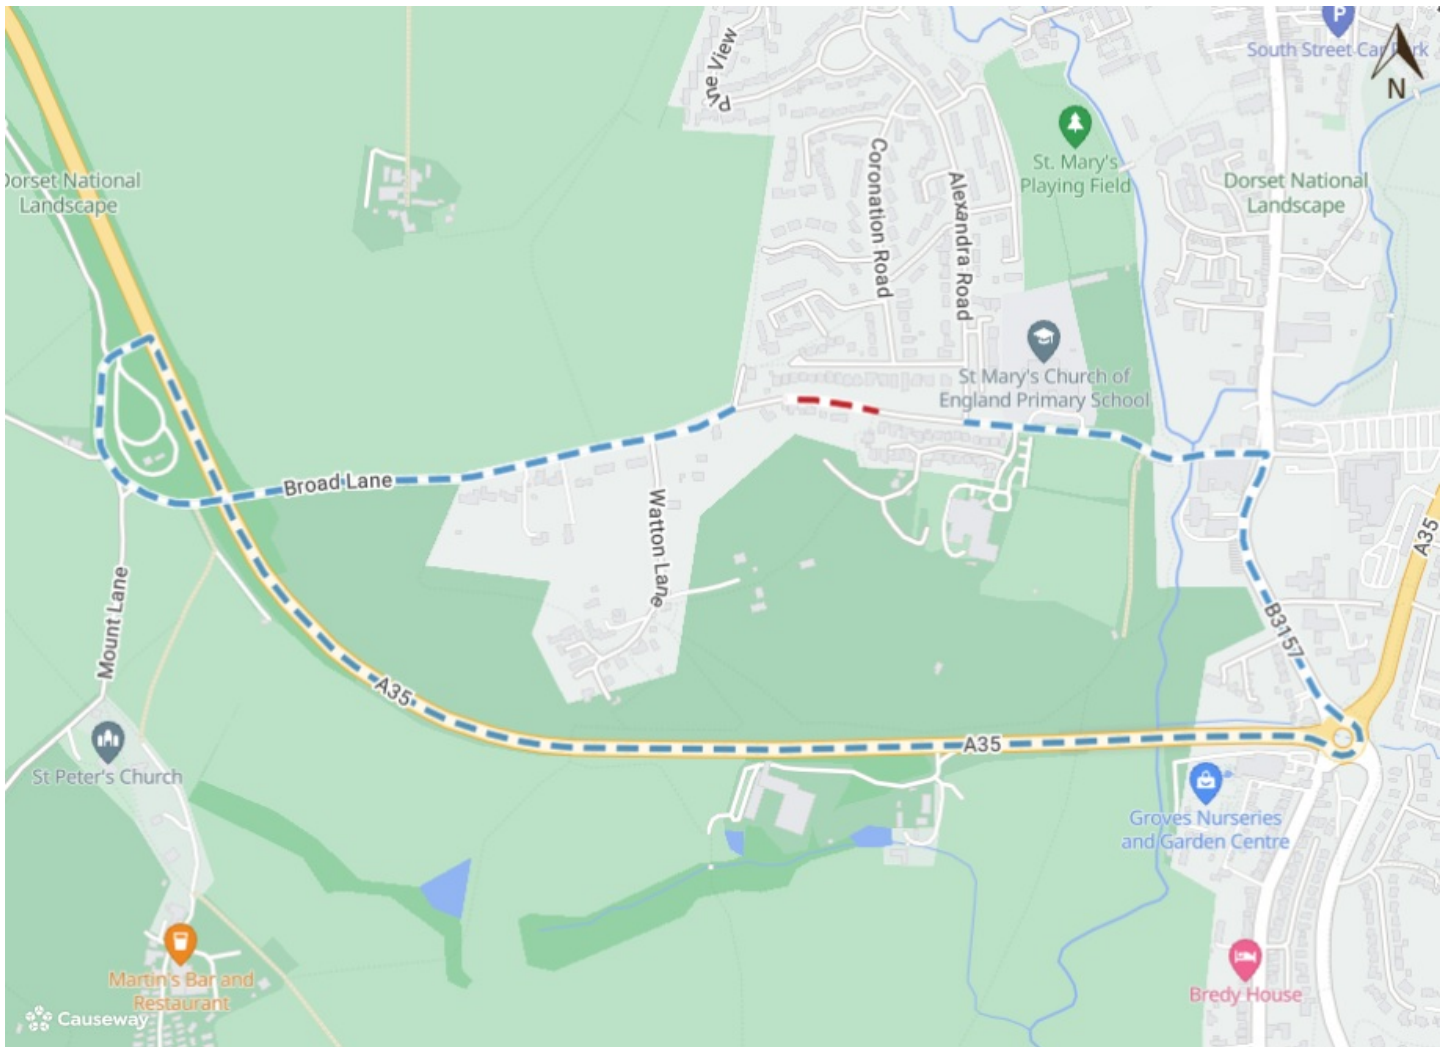 P
South Street Car Park
N
pne View
St. Mary's
Playing Field
Dorset National
Landscape
Dorset National
Landscape
Coronation Road
Alexandra Road
St Mary's Church of
England Primary School
Broad Lane
Watton Lane
A35
Mount Lane
B3157
A35
A35
St Peter's Church
Groves Nurseries
and Garden Centre
Martin's Bar and
Restaurant
Bredy House
Causeway